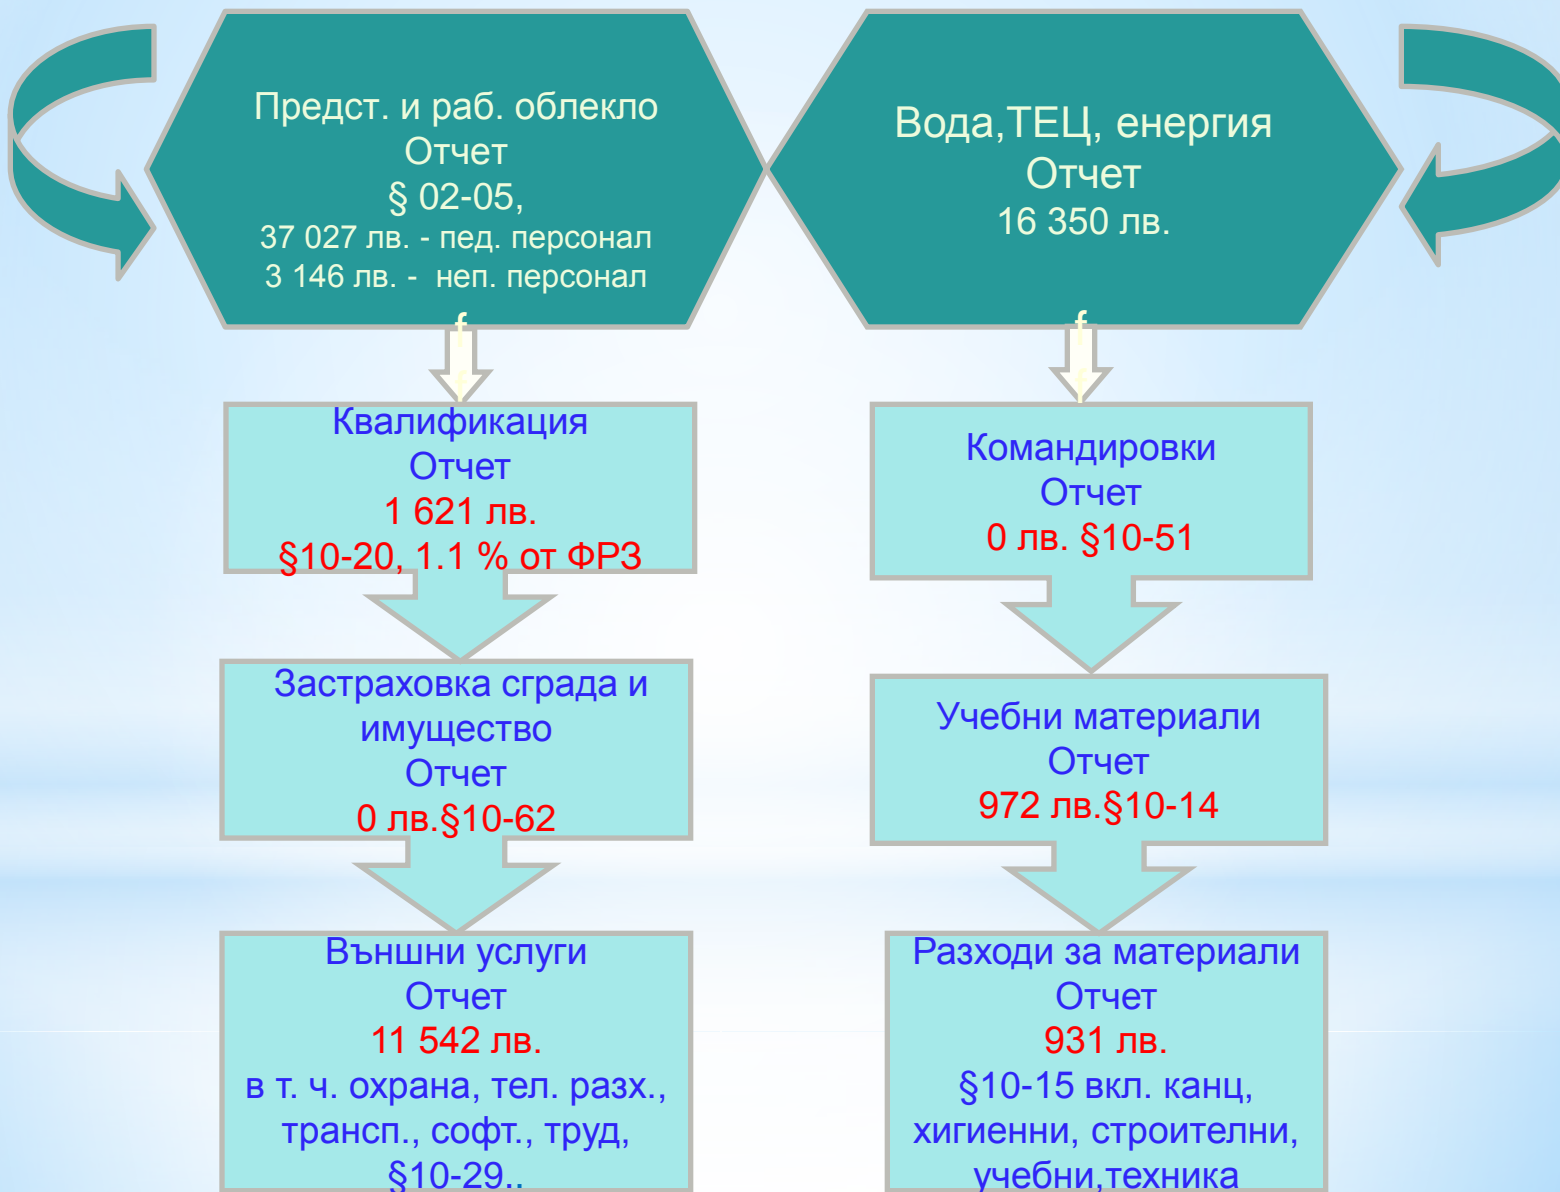 Предст. и раб. облекло
Отчет
§ 02-05,
37 027 лв. - пед. персонал
3 146 лв. -  неп. персонал
f
f
Квалификация
Отчет
1 621 лв.
§10-20, 1.1 % от ФРЗ
Застраховка сграда и
имущество
Отчет
0 лв.§10-62
Външни услуги
Отчет
11 542 лв.
в т. ч. охрана, тел. разх.,
трансп., софт., труд,
§10-29..
Вода,ТЕЦ, енергия
Отчет
16 350 лв.
f
f
Командировки
Отчет
0 лв. §10-51
Учебни материали
Отчет
972 лв.§10-14
Разходи за материали
Отчет
931 лв.
§10-15 вкл. канц,
хигиенни, строителни,
учебни,техника